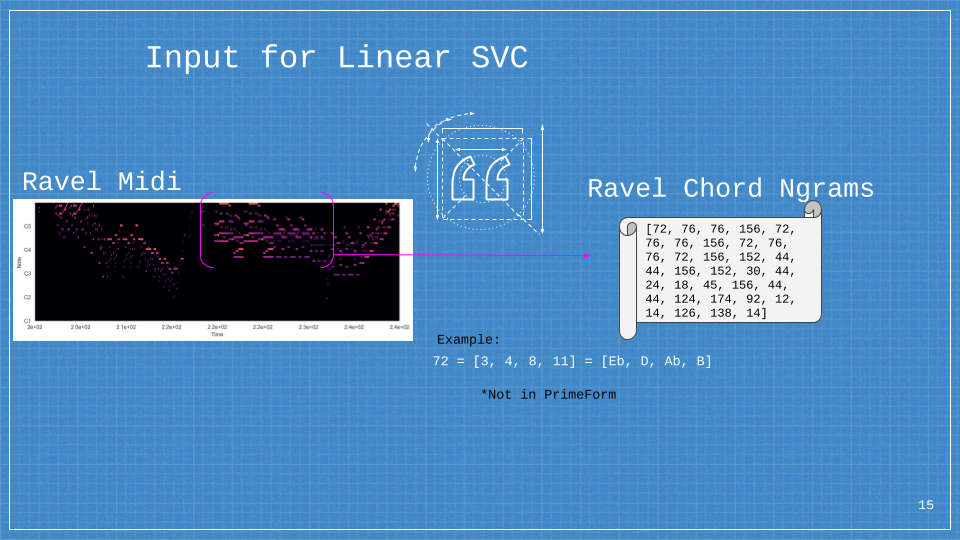 Input for Linear SVC
Ravel Midi
Ravel Chord Ngrams
C5
C4
C3
C2
C1
Note
2e+02 2.0e+02 2.1e+02 2.2e+02 2.2e+02 2.2e+02 2.3e+02 2.4e+02 2.4e+02
Time
[72, 76, 76, 156, 72,
76, 76, 156, 72, 76,
76, 72, 156, 152, 44,
44, 156, 152, 30, 44,
24, 18, 45, 156, 44,
44, 124, 174, 92, 12,
14, 126, 138, 14]
Example:
72 = [3, 4, 8, 11] = [Eb, D, Ab, B]
*Not in PrimeForm
15